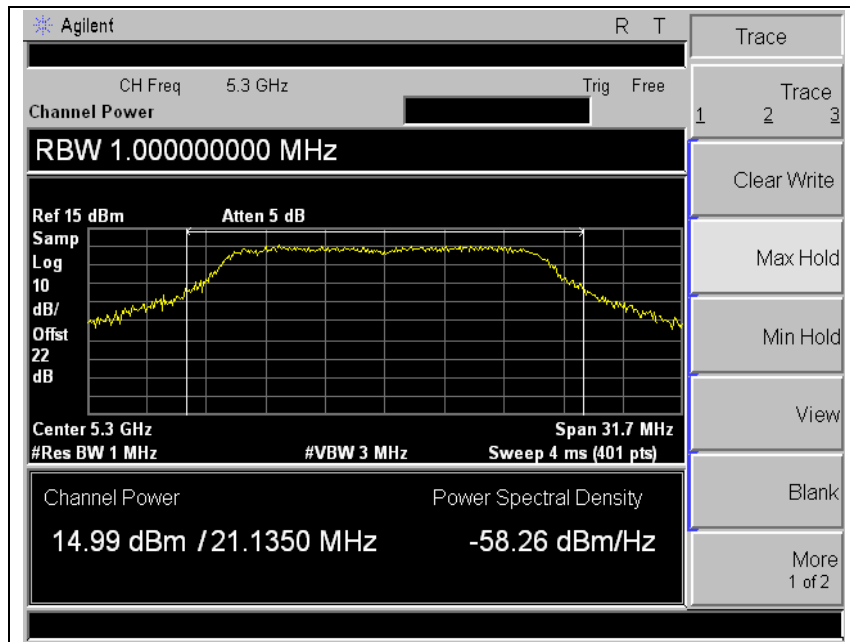 Agilent R T
CH Freq 5.3 GHz Trig Free
Channel Power
RBW 1.000000000 MHz
Ref 15 dBm Atten 5 dB
Samp
Log
10
dB/
Offst
22
dB
Center 5.3 GHz Span 31.7 MHz
#Res BW 1 MHz #VBW 3 MHz Sweep 4 ms (401 pts)
Channel Power Power Spectral Density
14.99 dBm / 21.1350 MHz -58.26 dBm/Hz
Trace
Trace
1 2 3
Clear Write
Max Hold
Min Hold
View
Blank
More
1 of 2